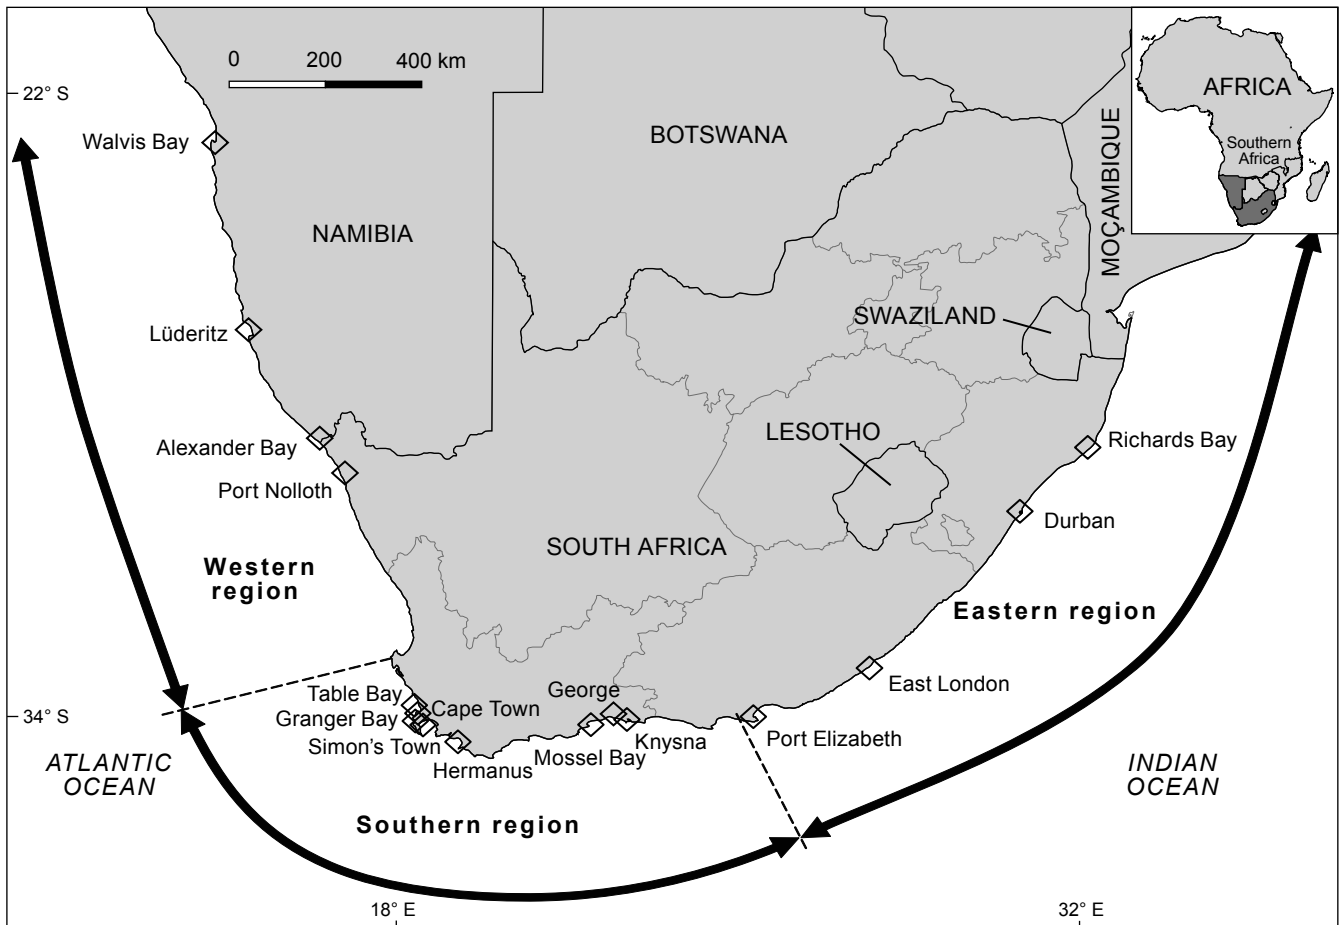 0 200 400 km
22° S
AFRICA
Southern
Africa
Walvis Bay
BOTSWANA
MOÇAMBIQUE
NAMIBIA
SWAZILAND
Lüderitz
LESOTHO
Richards Bay
Alexander Bay
Port Nolloth
Durban
SOUTH AFRICA
Western
region
Eastern region
East London
Table Bay
George
Cape Town
34° S
Granger Bay
Simon's Town
Knysna
Port Elizabeth
Mossel Bay
Hermanus
ATLANTIC
OCEAN
INDIAN
OCEAN
Southern region
18° E
32° E